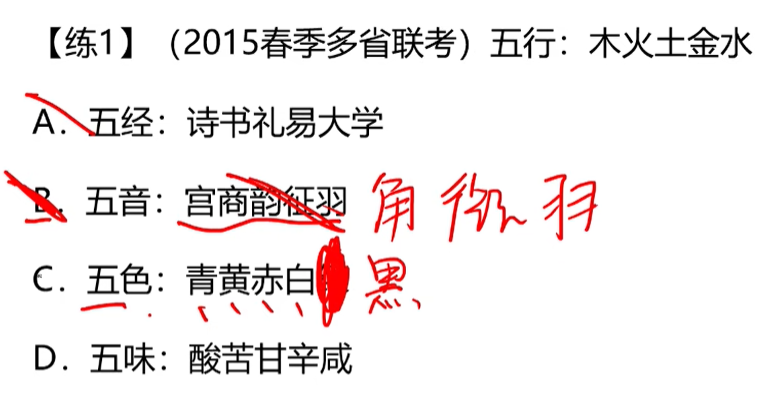 【练1】（2015春季多省联考）五行：木火土金水
A．五经：诗书礼易大学
B．五音：宫商韵征羽 角徵羽
C．五色：青黄赤白 黑
D．五味：酸苦甘辛咸